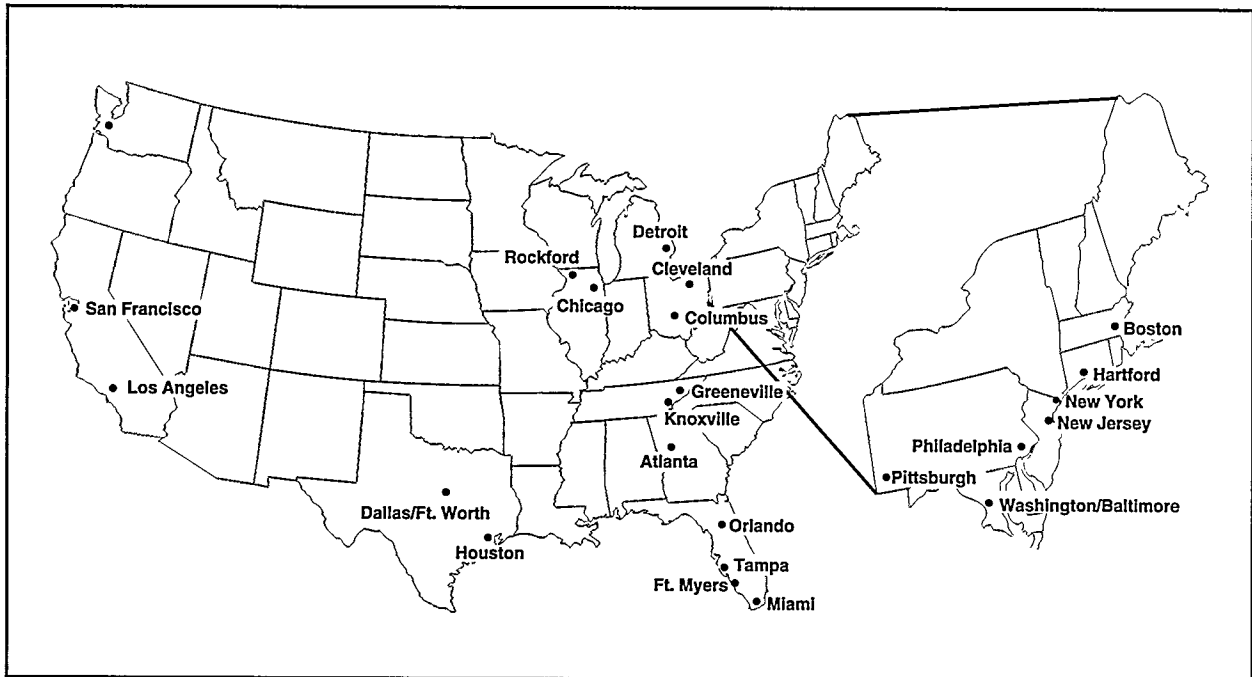 Detroit
Rockford
Cleveland
Chicago
San Francisco
Columbus
Boston
Los Angeles
Hartford
Greeneville
New York
Knoxville
New Jersey
Philadelphia
Atlanta
Pittsburgh
Washington/Baltimore
Dallas/Ft. Worth
Orlando
Houston
Tampa
Ft. Myers
Miami